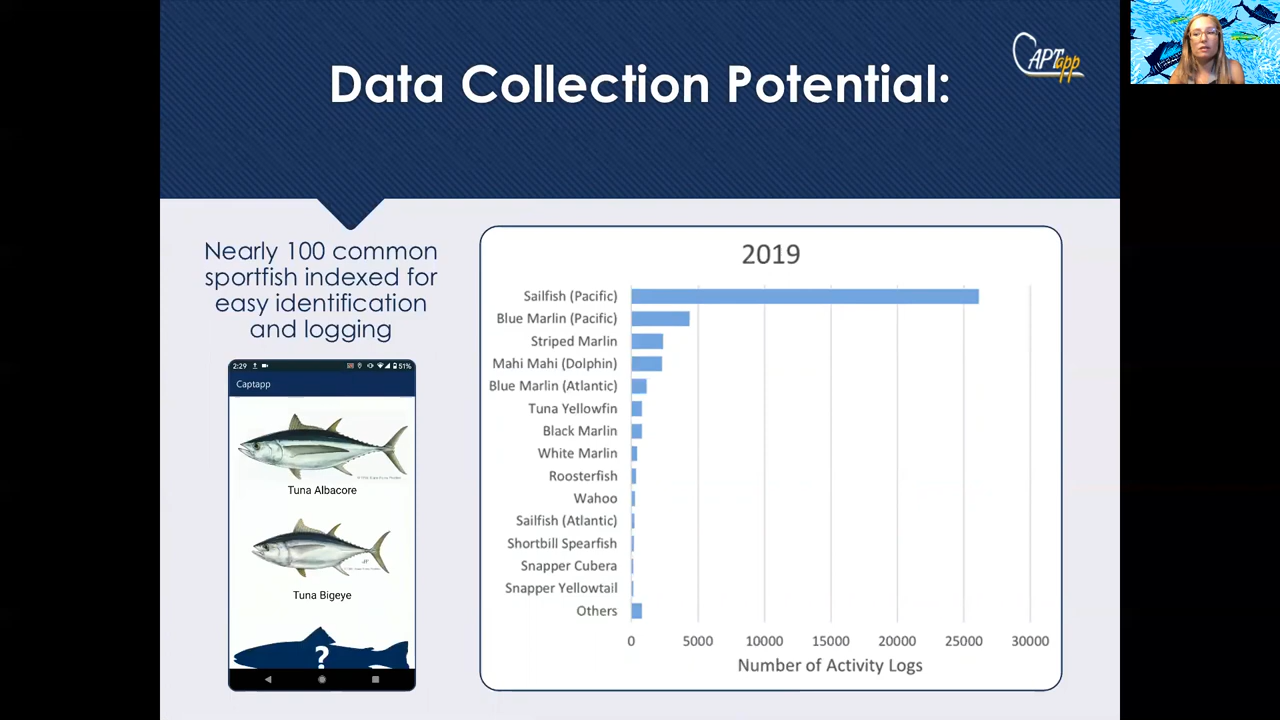 Data Collection Potential:
CAPTapp
Nearly 100 common
sportfish indexed for
easy identification
and logging
2:29
51%
Captapp
Tuna Albacore
Tuna Bigeye
?
2019
Sailfish (Pacific)
Blue Marlin (Pacific)
Striped Marlin
Mahi Mahi (Dolphin)
Blue Marlin (Atlantic)
Tuna Yellowfin
Black Marlin
White Marlin
Roosterfish
Wahoo
Sailfish (Atlantic)
Shortbill Spearfish
Snapper Cubera
Snapper Yellowtail
Others
0 5000 10000 15000 20000 25000 30000
Number of Activity Logs